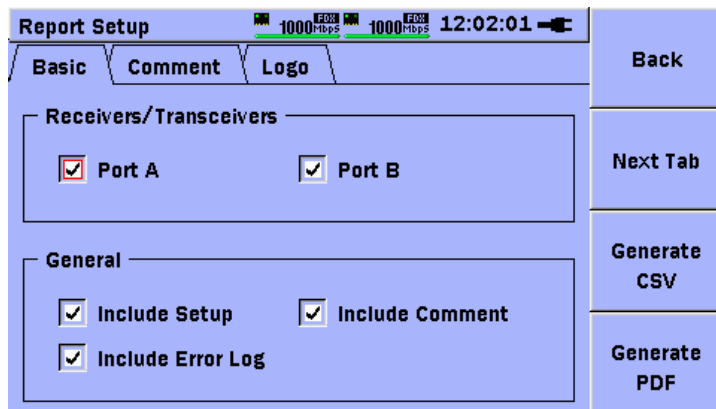 Report Setup
1000 FDX Mbps
1000 FDX Mbps
12:02:01
Basic
Comment
Logo
Receivers/Transceivers
Port A
Port B
General
Include Setup
Include Comment
Include Error Log
Back
Next Tab
Generate
CSV
Generate
PDF